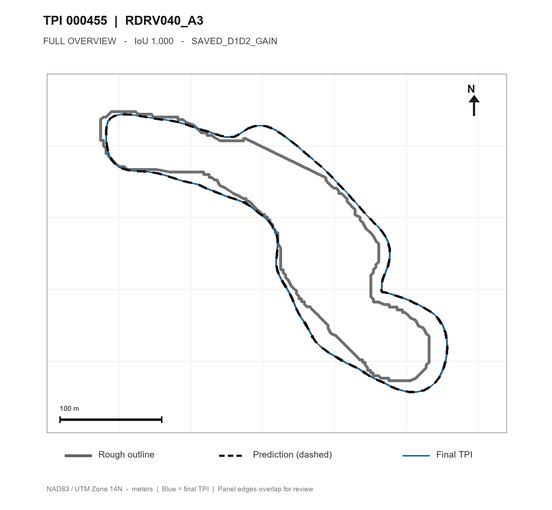 TPI 000455 | RDRV040_A3
FULL OVERVIEW - IoU 1.000 - SAVED_D1D2_GAIN
N
100 m
Rough outline
Prediction (dashed)
Final TPI
NAD83 / UTM Zone 14N - meters | Blue = final TPI | Panel edges overlap for review